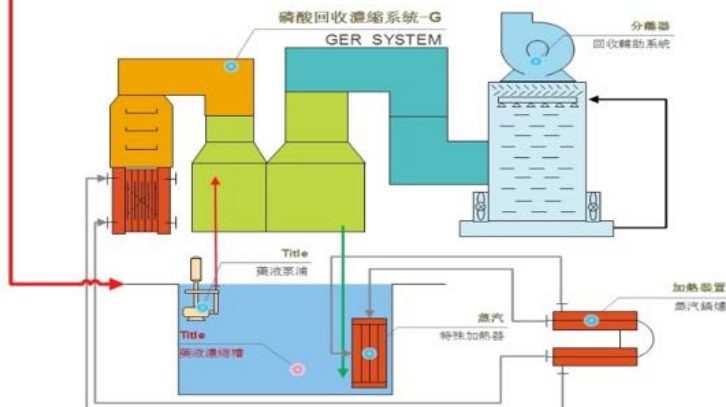 磷酸回收濃縮系統-G
GER SYSTEM
分離器
回收輔助系統
Title
藥液泵浦
Title
藥液濃縮槽
蒸汽
特殊加熱器
加熱裝置
蒸汽鍋爐